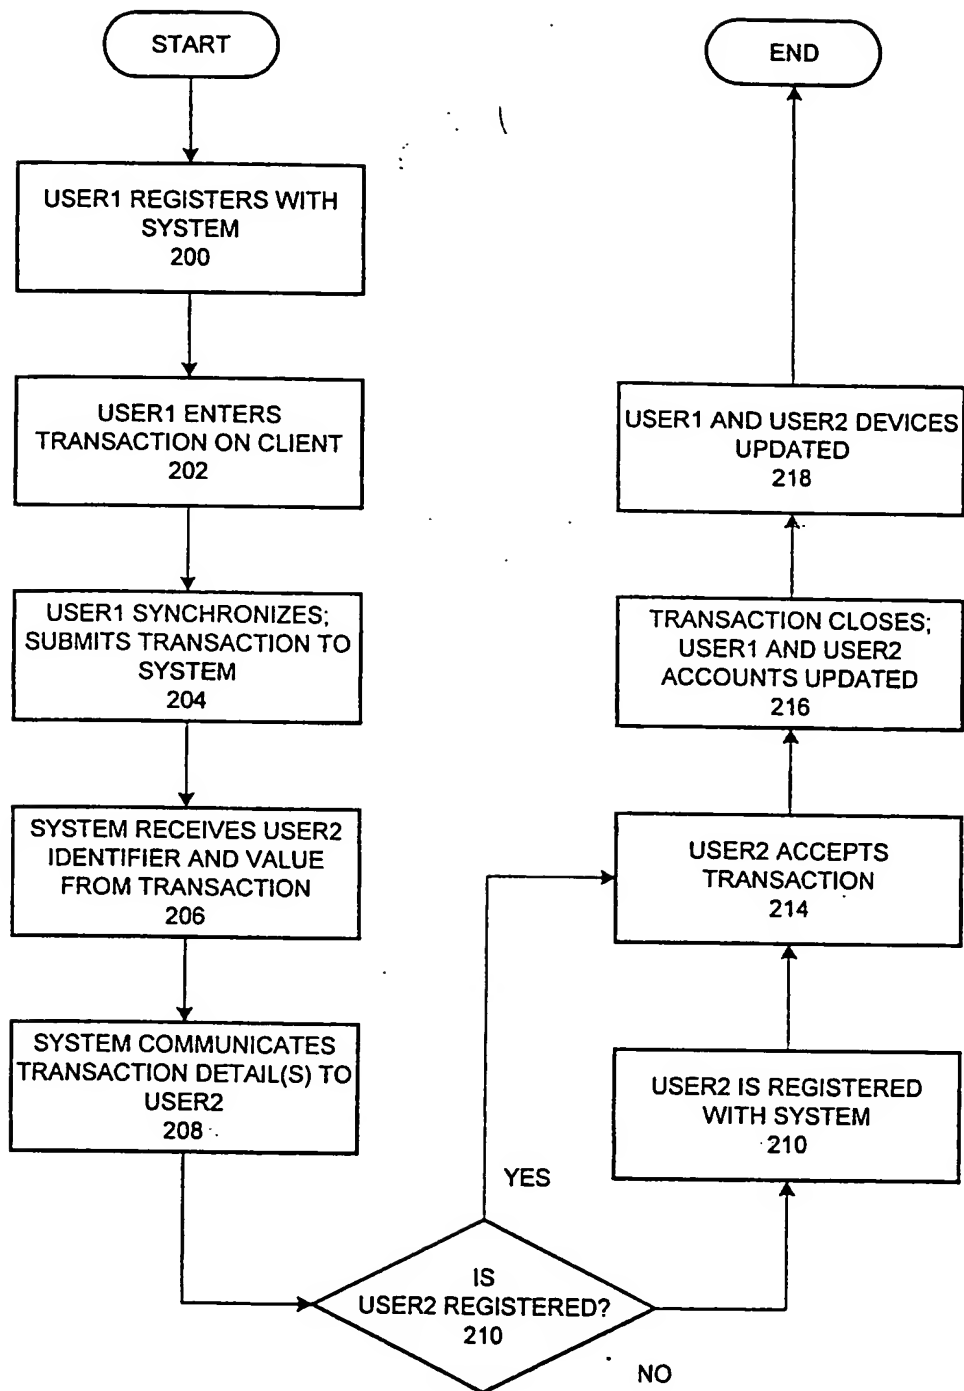 START
USER1 REGISTERS WITH
SYSTEM
200
USER1 ENTERS
TRANSACTION ON CLIENT
202
USER1 SYNCHRONIZES;
SUBMITS TRANSACTION TO
SYSTEM
204
SYSTEM RECEIVES USER2
IDENTIFIER AND VALUE
FROM TRANSACTION
206
SYSTEM COMMUNICATES
TRANSACTION DETAIL(S) TO
USER2
208
IS
USER2 REGISTERED?
210
YES
NO
USER2 IS REGISTERED
WITH SYSTEM
210
USER2 ACCEPTS
TRANSACTION
214
TRANSACTION CLOSES;
USER1 AND USER2
ACCOUNTS UPDATED
216
USER1 AND USER2 DEVICES
UPDATED
218
END